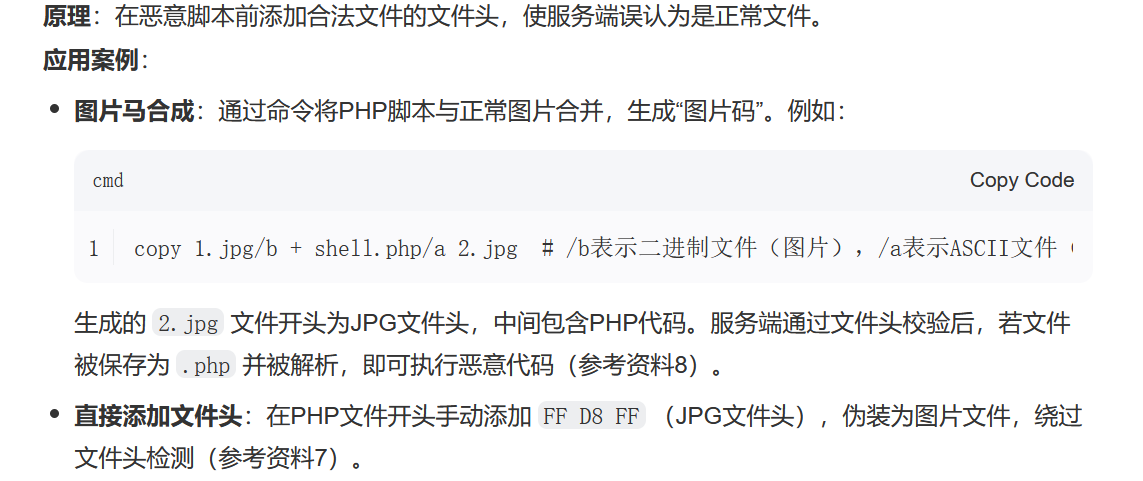 原理：在恶意脚本前添加合法文件的文件头，使服务端误认为是正常文件。
应用案例：
• 图片马合成：通过命令将PHP脚本与正常图片合并，生成“图片码”。例如：
cmd Copy Code
1 copy 1.jpg/b + shell.php/a 2.jpg # /b表示二进制文件（图片），/a表示ASCII文件（
生成的 2.jpg 文件开头为JPG文件头，中间包含PHP代码。服务端通过文件头校验后，若文件
被保存为 .php 并被解析，即可执行恶意代码（参考资料8）。
• 直接添加文件头：在PHP文件开头手动添加 FF D8 FF （JPG文件头），伪装为图片文件，绕过
文件头检测（参考资料7）。